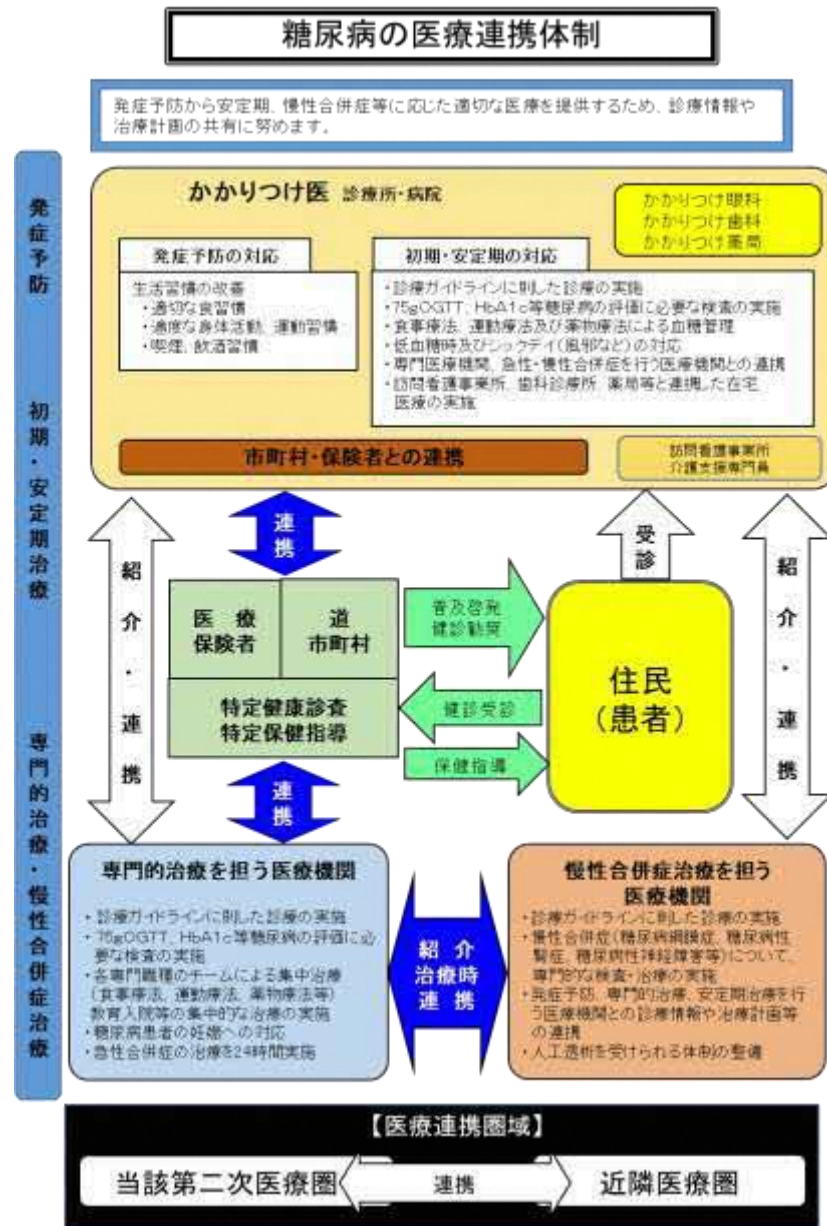 糖尿病の医療連携体制
発症予防から安定期、慢性合併症等に応じた適切な医療を提供するため、診療情報や
治療計画の共有に努めます。
発症予防
初期・安定期治療
専門的治療・慢性合併症治療
かかりつけ医 診療所・病院
かかりつけ眼科
かかりつけ歯科
かかりつけ薬局
発症予防の対応
生活習慣の改善
・適切な食習慣
・適度な身体活動、運動習慣
・喫煙、飲酒習慣
初期・安定期の対応
・診療ガイドラインに則した診療の実施
・75gOGTT、HbA1c等糖尿病の評価に必要な検査の実施
・食事療法、運動療法及び薬物療法による血糖管理
・低血糖時及びシックデイ(風邪など)の対応
・専門医療機関、急性・慢性合併症を行う医療機関との連携
・訪問看護事業所、歯科診療所、薬局等と連携した在宅
医療の実施
市町村・保険者との連携
訪問看護事業所
介護支援専門員
紹介・連携
連携
受診
紹介・連携
医療
保険者
道
市町村
特定健康診査
特定保健指導
普及啓発
健診勧奨
健診受診
保健指導
住民
(患者)
連携
専門的治療を担う医療機関
・診療ガイドラインに則した診療の実施
・75gOGTT、HbA1c等糖尿病の評価に必
要な検査の実施
・各専門職種のチームによる集中治療
(食事療法、運動療法、薬物療法等)
教育入院等の集中的な治療の実施
・糖尿病患者の妊娠への対応
・急性合併症の治療を24時間実施
紹介
治療時
連携
慢性合併症治療を担う
医療機関
・診療ガイドラインに則した診療の実施
・慢性合併症(糖尿病網膜症、糖尿病性
腎症、糖尿病性神経障害等)について、
専門的な検査・治療の実施
・発症予防、専門的治療、安定期治療を行
う医療機関との診療情報や治療計画等
の連携
・人工透析を受けられる体制の整備
【医療連携圏域】
当該第二次医療圏
連携
近隣医療圏